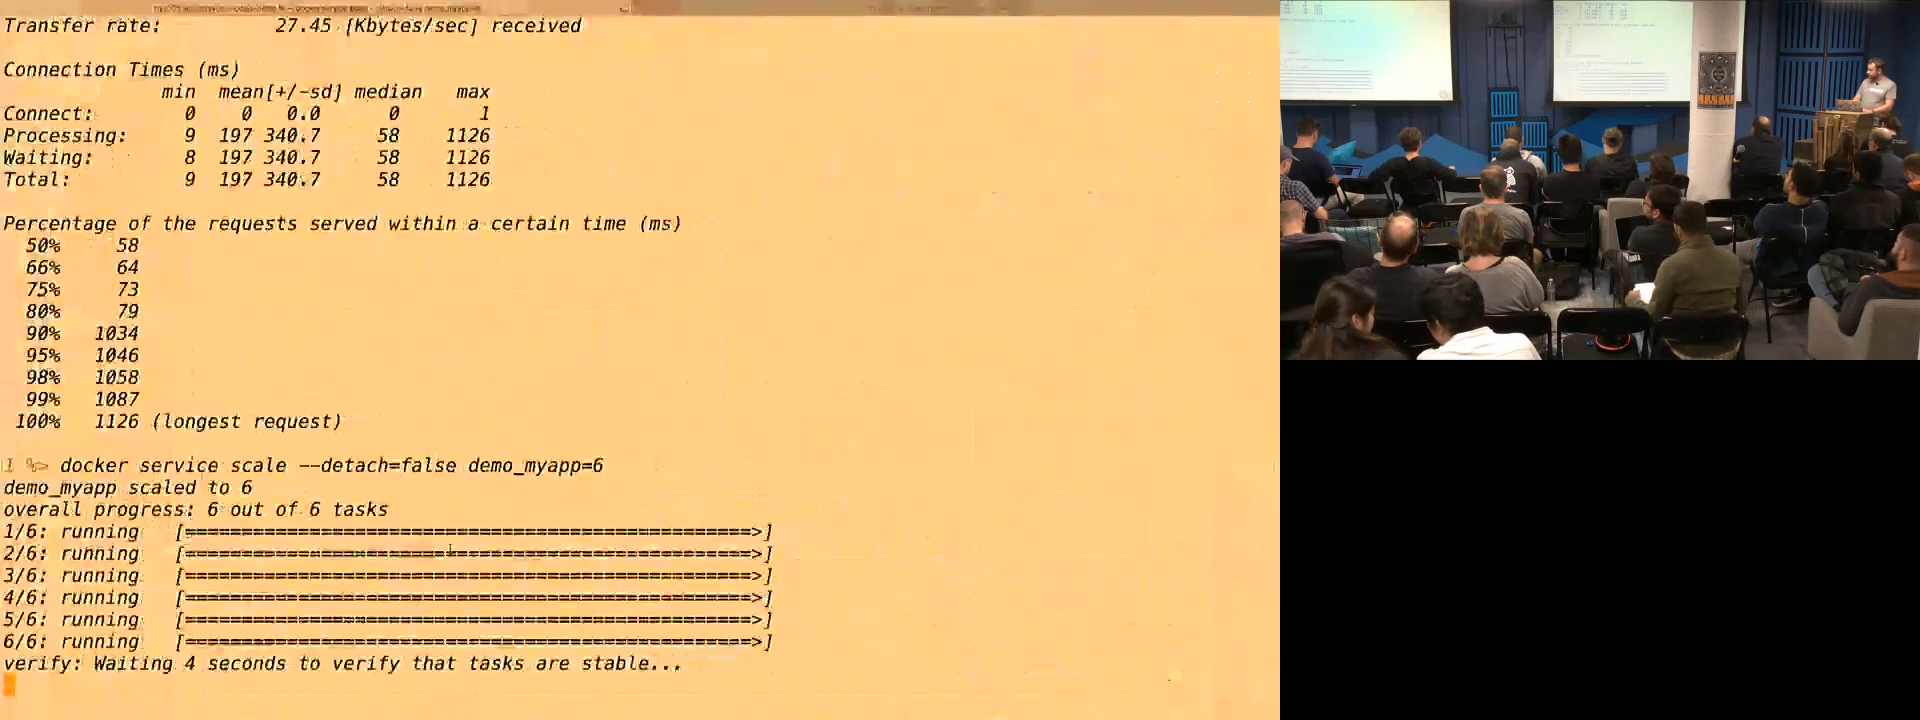 Transfer rate: 27.45 [Kbytes/sec] received
Connection Times (ms)
min mean[+/-sd] median max
Connect: 0 0 0.0 0 1
Processing: 9 197 340.7 58 1126
Waiting: 8 197 340.7 58 1126
Total: 9 197 340.7 58 1126
Percentage of the requests served within a certain time (ms)
50% 58
66% 64
75% 73
80% 79
90% 1034
95% 1046
98% 1058
99% 1087
100% 1126 (longest request)
1 %> docker service scale --detach=false demo_myapp=6
demo_myapp scaled to 6
overall progress: 6 out of 6 tasks
1/6: running [==================================================>]
2/6: running [==================================================>]
3/6: running [==================================================>]
4/6: running [==================================================>]
5/6: running [==================================================>]
6/6: running [==================================================>]
verify: Waiting 4 seconds to verify that tasks are stable...